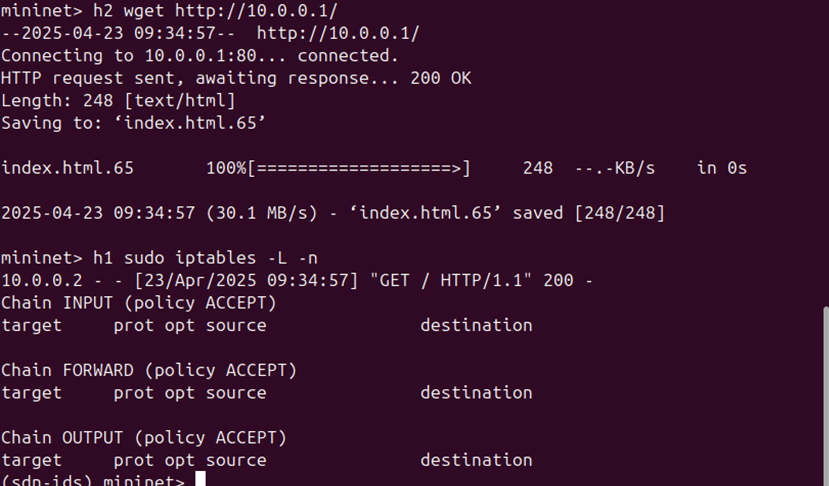 mininet> h2 wget http://10.0.0.1/
--2025-04-23 09:34:57--  http://10.0.0.1/
Connecting to 10.0.0.1:80... connected.
HTTP request sent, awaiting response... 200 OK
Length: 248 [text/html]
Saving to: ‘index.html.65’
index.html.65       100%[===================>]     248  --.-KB/s    in 0s
2025-04-23 09:34:57 (30.1 MB/s) - ‘index.html.65’ saved [248/248]
mininet> h1 sudo iptables -L -n
10.0.0.2 - - [23/Apr/2025 09:34:57] "GET / HTTP/1.1" 200 -
Chain INPUT (policy ACCEPT)
target     prot opt source               destination
Chain FORWARD (policy ACCEPT)
target     prot opt source               destination
Chain OUTPUT (policy ACCEPT)
target     prot opt source               destination
(sdn-ids) mininet>